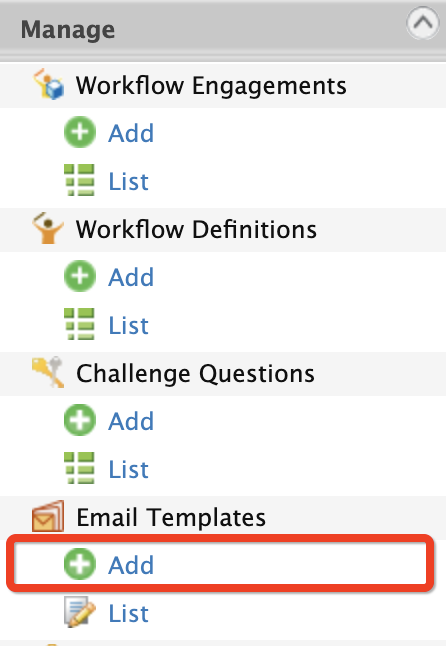 Manage
Workflow Engagements
Add
List
Workflow Definitions
Add
List
Challenge Questions
Add
List
Email Templates
Add
List